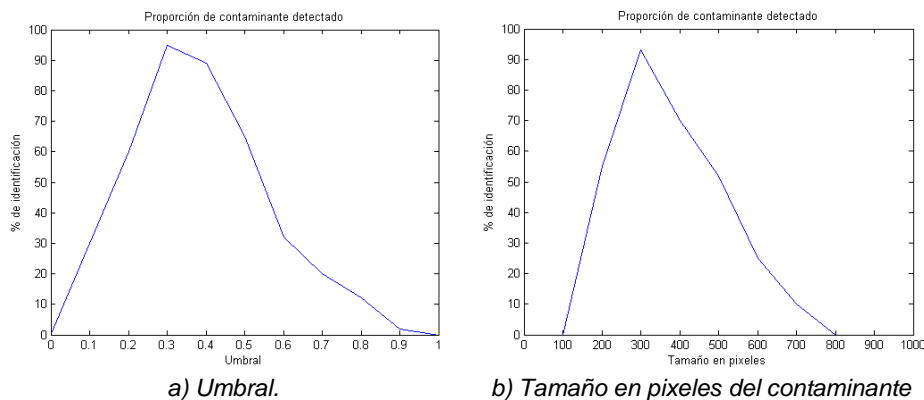 Proporción de contaminante detectado
100
90
80
70
60
50
40
30
20
10
0
% de identificación
0 0.1 0.2 0.3 0.4 0.5 0.6 0.7 0.8 0.9 1
Umbral
a) Umbral.
Proporción de contaminante detectado
100
90
80
70
60
50
40
30
20
10
0
% de identificación
0 100 200 300 400 500 600 700 800 900 1000
Tamaño en pixeles
b) Tamaño en pixeles del contaminante